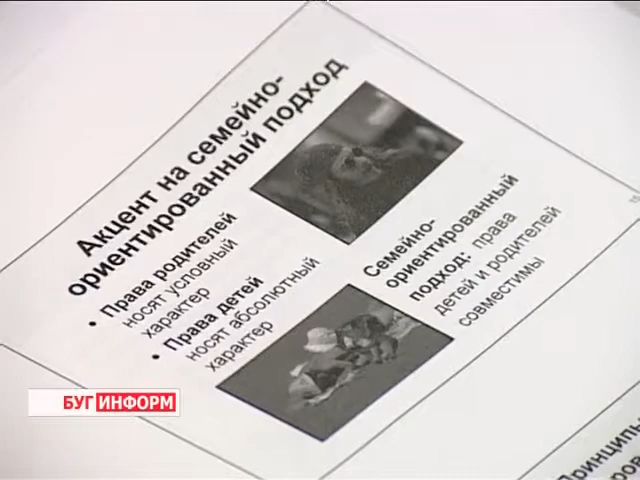 Акцент на семейно-
ориентированный подход
• Права родителей
носят условный
характер
• Права детей
носят абсолютный
характер
Семейно-
ориентированный
подход: права
детей и родителей
совместимы
БУГ ИНФОРМ